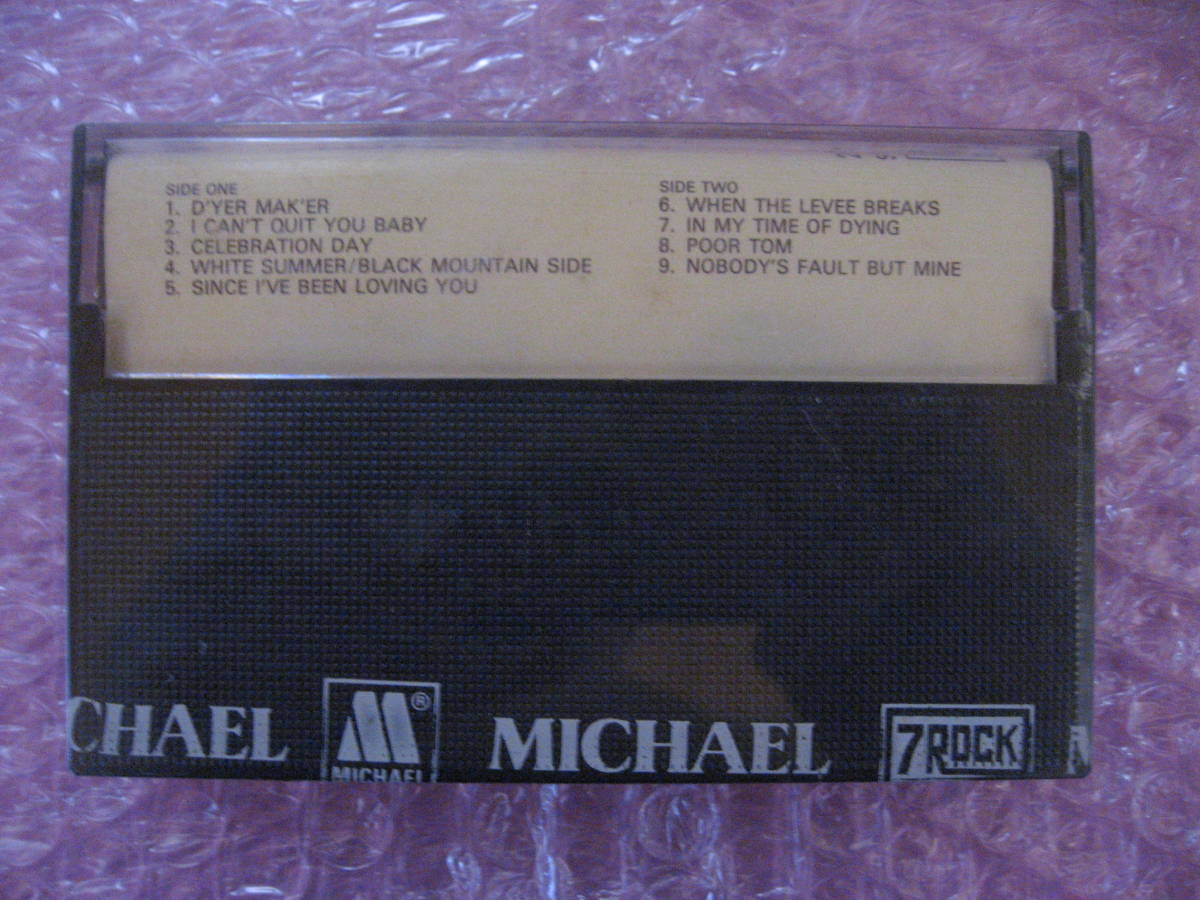 SIDE ONE
1. D'YER MAK'ER
2. I CAN'T QUIT YOU BABY
3. CELEBRATION DAY
4. WHITE SUMMER/BLACK MOUNTAIN SIDE
5. SINCE I'VE BEEN LOVING YOU
SIDE TWO
6. WHEN THE LEVEE BREAKS
7. IN MY TIME OF DYING
8. POOR TOM
9. NOBODY'S FAULT BUT MINE
CHAEL
M®
MICHAEL
MICHAEL
7ROCK